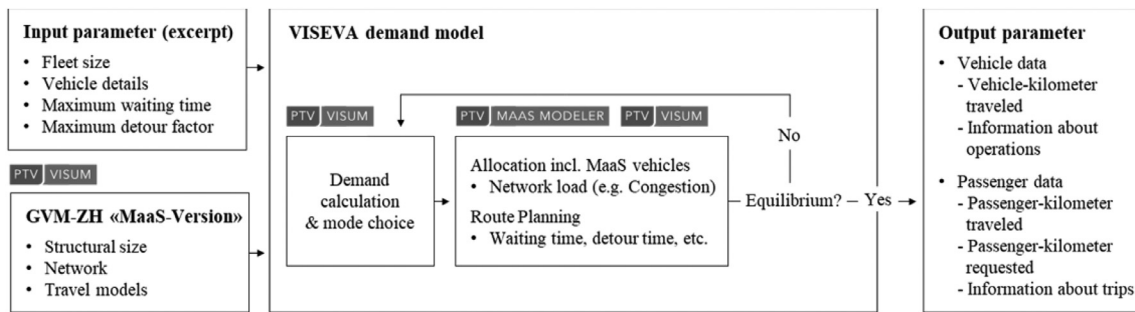 Input parameter (excerpt)
• Fleet size
• Vehicle details
• Maximum waiting time
• Maximum detour factor
PTV VISUM
GVM-ZH «MaaS-Version»
• Structural size
• Network
• Travel models
VISEVA demand model
PTV VISUM
Demand
calculation
& mode choice
PTV MAAS MODELER
PTV VISUM
Allocation incl. MaaS vehicles
• Network load (e.g. Congestion)
Route Planning
• Waiting time, detour time, etc.
No
Equilibrium?
Yes
Output parameter
• Vehicle data
- Vehicle-kilometer
traveled
- Information about
operations
• Passenger data
- Passenger-kilometer
traveled
- Passenger-kilometer
requested
- Information about trips